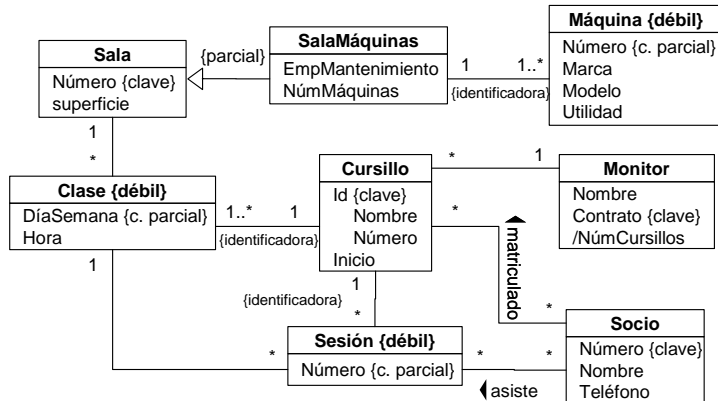 Sala
Número {clave}
superficie
{parcial}
SalaMáquinas
EmpMantenimiento
NúmMáquinas
1
1..*
{identificadora}
Máquina {débil}
Número {c. parcial}
Marca
Modelo
Utilidad
1
*
Clase {débil}
DíaSemana {c. parcial}
Hora
1..*
1
{identificadora}
Cursillo
Id {clave}
Nombre
Número
Inicio
*
1
Monitor
Nombre
Contrato {clave}
/NúmCursillos
*
matriculado
*
1
1
{identificadora}
*
*
Sesión {débil}
Número {c. parcial}
*
*
asiste
Socio
Número {clave}
Nombre
Teléfono